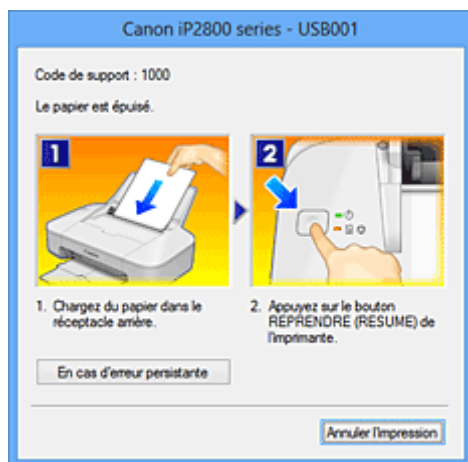 Canon iP2800 series - USB001
Code de support : 1000
Le papier est épuisé.
1
2
1. Chargez du papier dans le
réceptacle arrière.
2. Appuyez sur le bouton
REPRENDRE (RESUME) de
l'imprimante.
En cas d'erreur persistante
Annuler l'impression